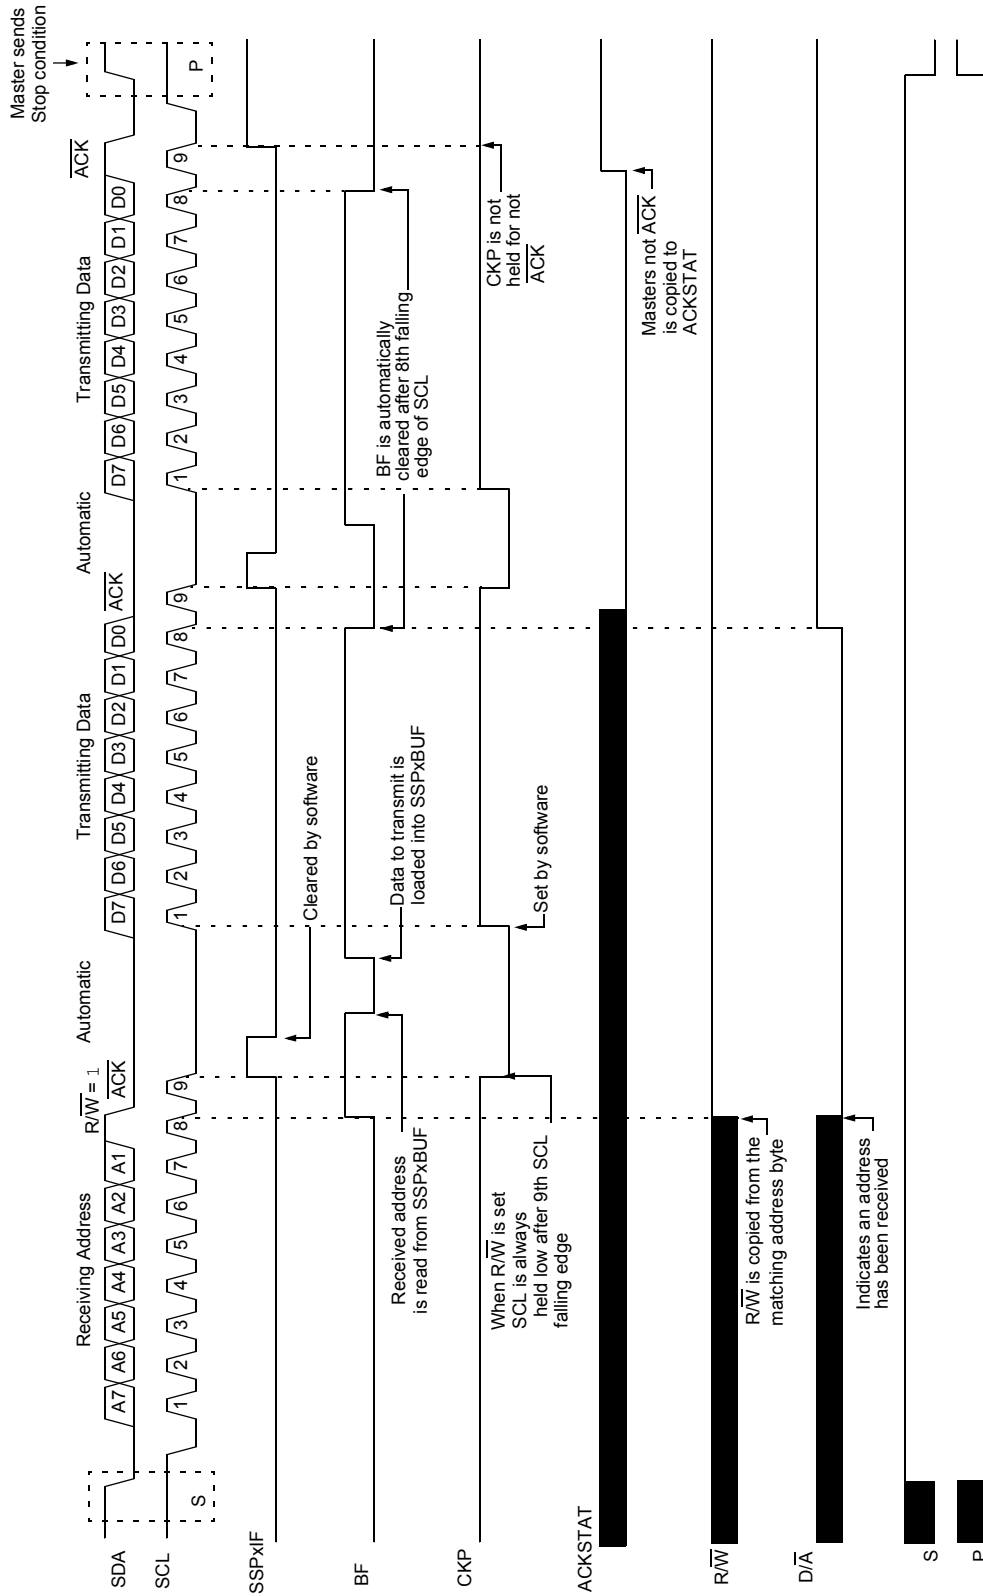 Master sends
Stop condition
Receiving Address
R/W̅ = 1
A̅C̅K̅
Automatic
Transmitting Data
A̅C̅K̅
Automatic
Transmitting Data
A̅C̅K̅
SDA
A7 A6 A5 A4 A3 A2 A1
D7 D6 D5 D4 D3 D2 D1 D0
D7 D6 D5 D4 D3 D2 D1 D0
SCL
S
1 2 3 4 5 6 7 8 9
1 2 3 4 5 6 7 8 9
1 2 3 4 5 6 7 8 9
P
SSPxIF
Cleared by software
BF
Received address
is read from SSPxBUF
Data to transmit is
loaded into SSPxBUF
BF is automatically
cleared after 8th falling
edge of SCL
CKP
When R/W̅ is set
SCL is always
held low after 9th SCL
falling edge
Set by software
CKP is not
held for not
A̅C̅K̅
ACKSTAT
Masters not A̅C̅K̅
is copied to
ACKSTAT
R/W̅
R/W̅ is copied from the
matching address byte
D/A̅
Indicates an address
has been received
S
P